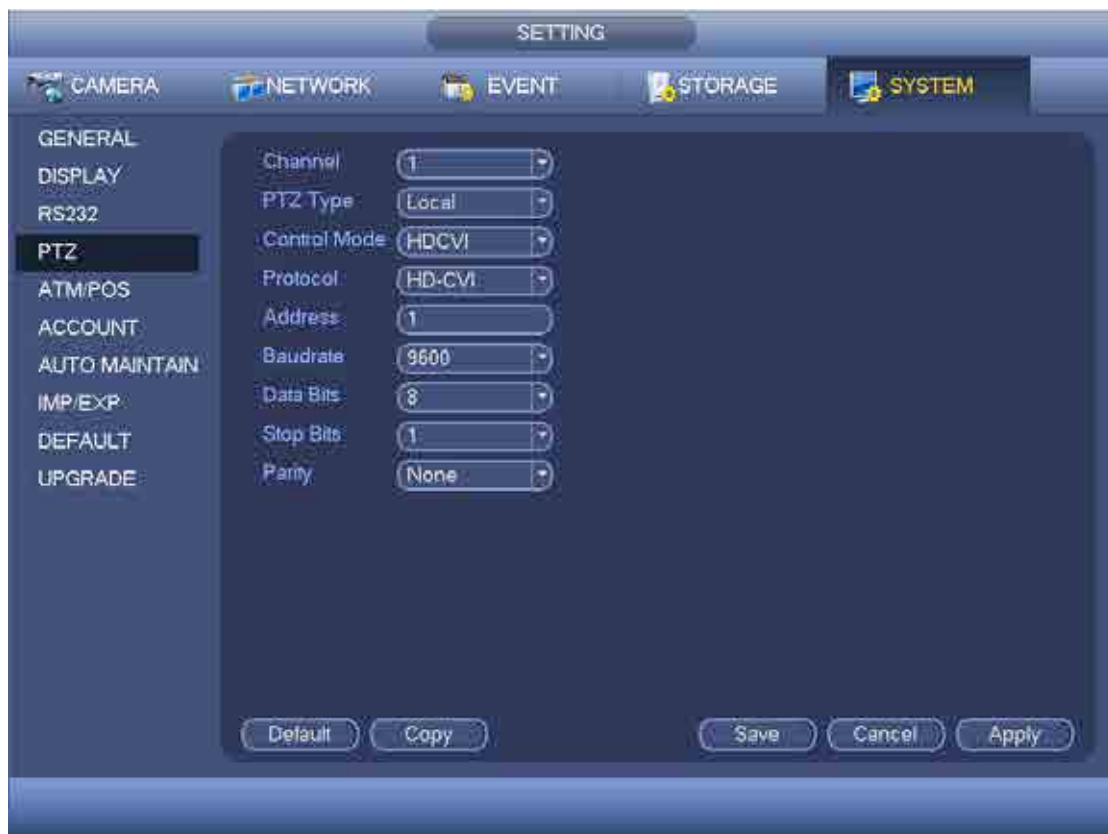 SETTING
CAMERA NETWORK EVENT STORAGE SYSTEM
GENERAL
DISPLAY
RS232
PTZ
ATM/POS
ACCOUNT
AUTO MAINTAIN
IMP/EXP
DEFAULT
UPGRADE
Channel 1
PTZ Type Local
Control Mode HDCVI
Protocol HD-CVI
Address 1
Baudrate 9600
Data Bits 8
Stop Bits 1
Parity None
Default Copy Save Cancel Apply